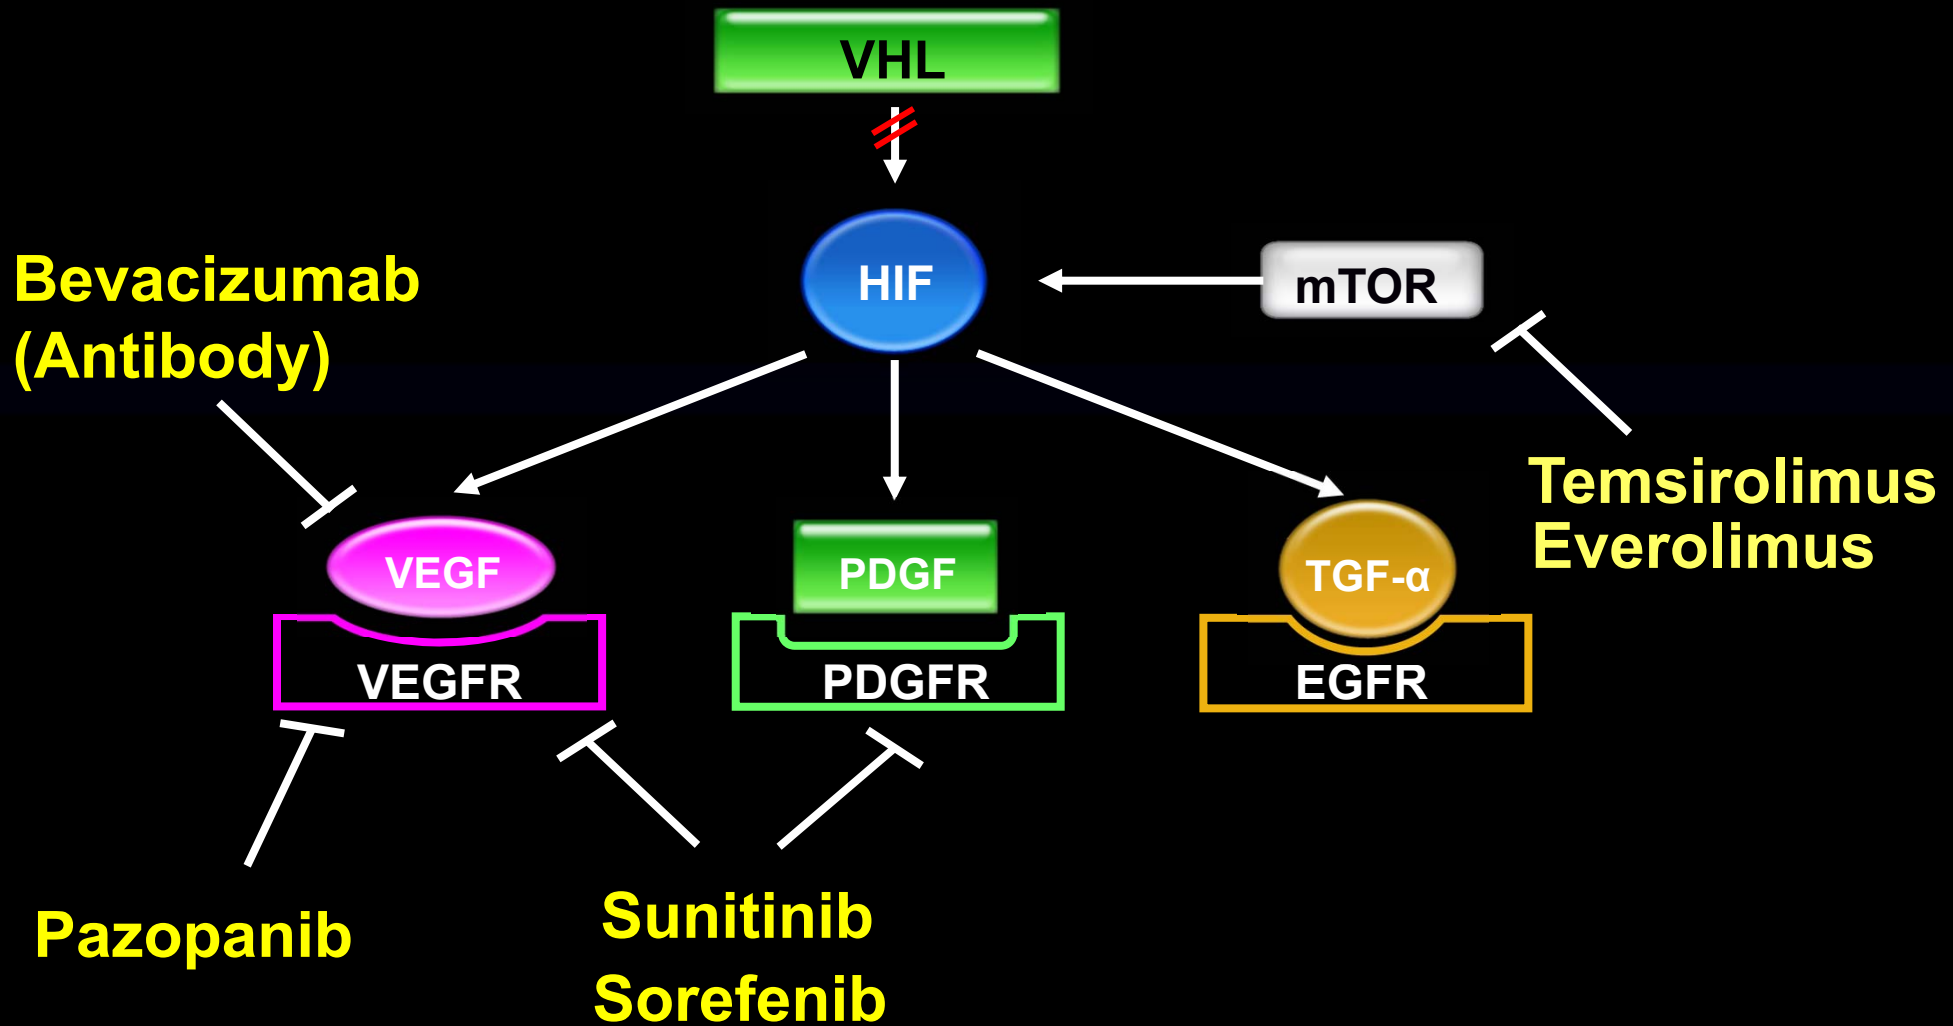 VHL
HIF
mTOR
Bevacizumab
(Antibody)
Temsirolimus
Everolimus
VEGF
PDGF
TGF-α
VEGFR
PDGFR
EGFR
Pazopanib
Sunitinib
Sorefenib